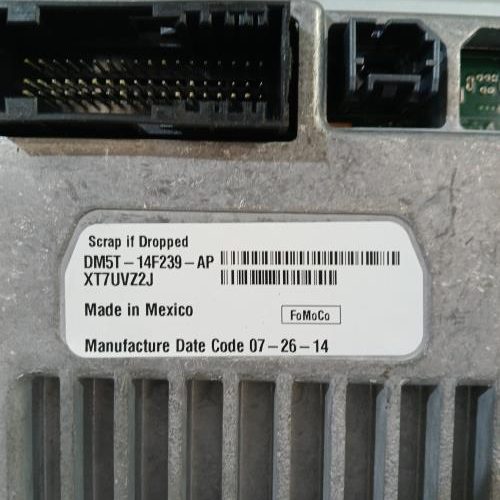 Scrap if Dropped
DM5T-14F239-AP
XT7UVZ2J
Made in Mexico
FoMoCo
Manufacture Date Code 07-26-14